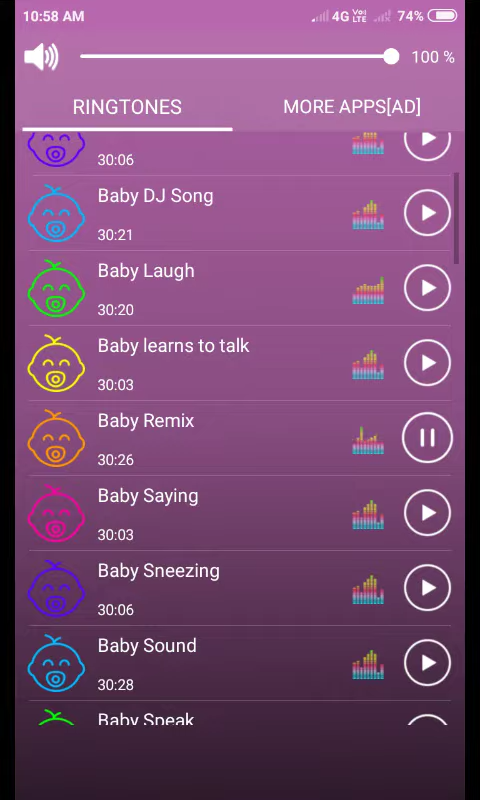 10:58 AM
4G VoI) LTE 74%
100 %
RINGTONES
MORE APPS[AD]
30:06
Baby DJ Song
30:21
Baby Laugh
30:20
Baby learns to talk
30:03
Baby Remix
30:26
Baby Saying
30:03
Baby Sneezing
30:06
Baby Sound
30:28
Baby Speak